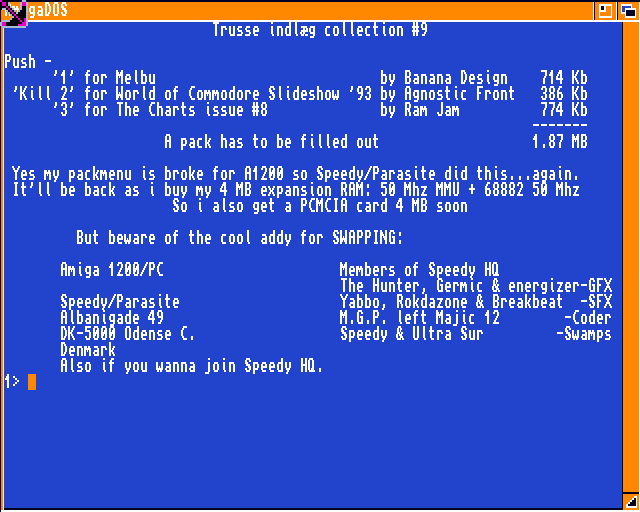 gaDOS
Trusse indlæg collection #9
Push -
'1' for Melbu by Banana Design 714 Kb
'Kill 2' for World of Commodore Slideshow '93 by Agnostic Front 386 Kb
'3' for The Charts issue #8 by Ram Jam 774 Kb
-------
A pack has to be filled out 1.87 MB
Yes my packmenu is broke for A1200 so Speedy/Parasite did this...again.
It'll be back as i buy my 4 MB expansion RAM: 50 Mhz MMU + 68882 50 Mhz
So i also get a PCMCIA card 4 MB soon
But beware of the cool addy for SWAPPING:
Amiga 1200/PC Members of Speedy HQ
The Hunter, Germic & energizer-GFX
Speedy/Parasite Yabbo, Rokdazone & Breakbeat -SFX
Albanigade 49 M.G.P. left Majic 12 -Coder
DK-5000 Odense C. Speedy & Ultra Sur -Swamps
Denmark
Also if you wanna join Speedy HQ.
1>